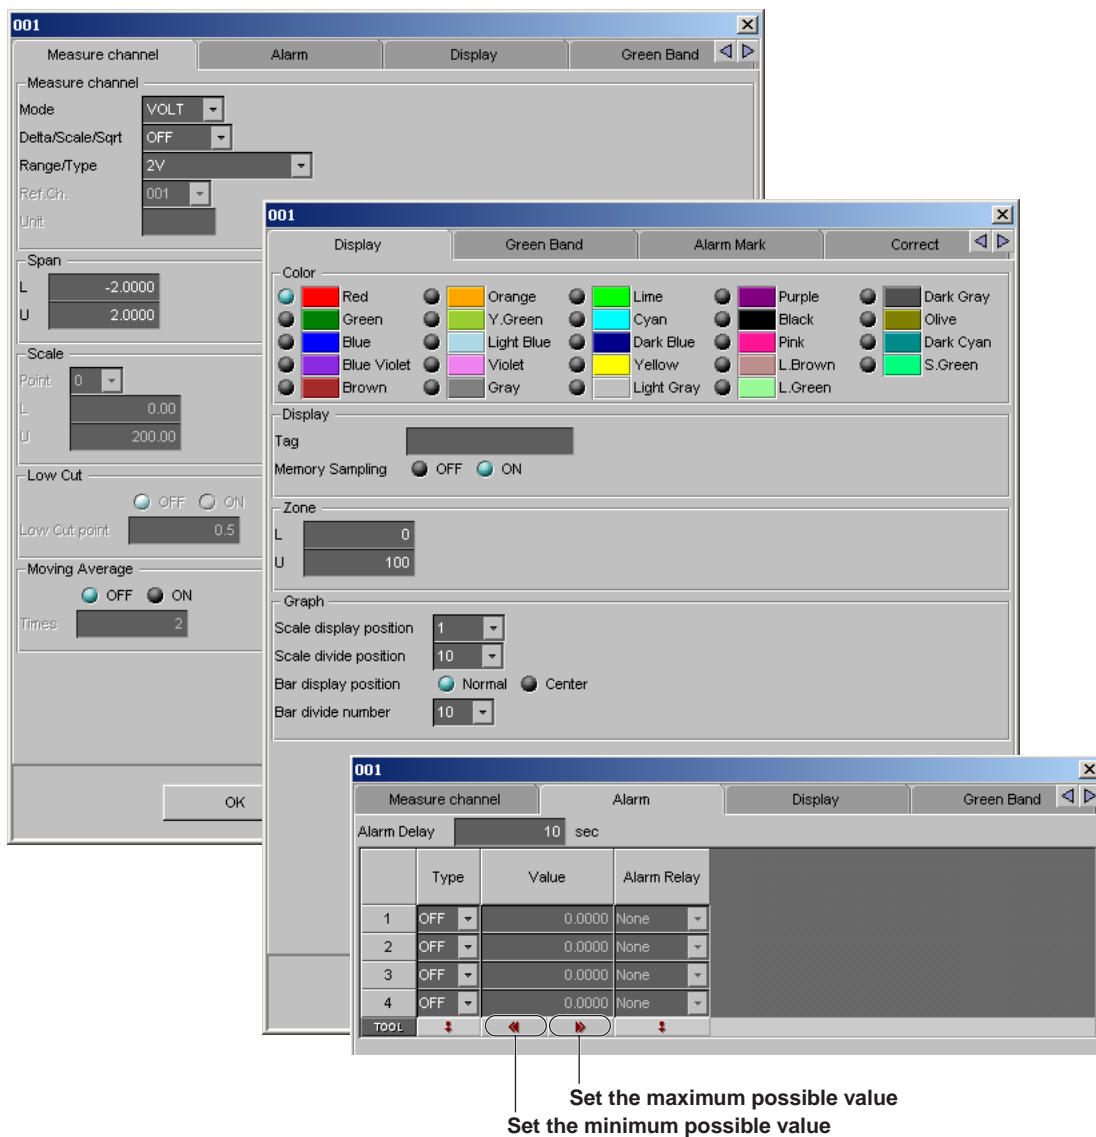 001
Measure channel Alarm Display Green Band
Measure channel
Mode VOLT
Delta/Scale/Sqrt OFF
Range/Type 2V
Ref.Ch. 001
Unit
Span
L -2.0000
U 2.0000
Scale
Point 0
L 0.00
U 200.00
Low Cut
OFF ON
Low Cut point 0.5
Moving Average
OFF ON
Times 2
OK
001
Display Green Band Alarm Mark Correct
Color
Red Orange Lime Purple Dark Gray
Green Y.Green Cyan Black Olive
Blue Light Blue Dark Blue Pink Dark Cyan
Blue Violet Violet Yellow L.Brown S.Green
Brown Gray Light Gray L.Green
Display
Tag
Memory Sampling OFF ON
Zone
L 0
U 100
Graph
Scale display position 1
Scale divide position 10
Bar display position Normal Center
Bar divide number 10
001
Measure channel Alarm Display Green Band
Alarm Delay 10 sec
Type Value Alarm Relay
1 OFF 0.0000 None
2 OFF 0.0000 None
3 OFF 0.0000 None
4 OFF 0.0000 None
TOOL
Set the maximum possible value
Set the minimum possible value